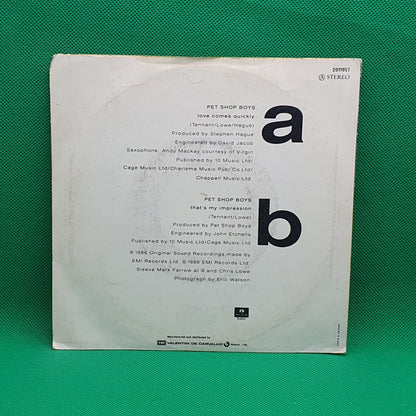 2011057
A STEREO
PET SHOP BOYS
love comes quickly
(Tennant/Lowe/Hague)
Produced by Stephen Hague
Engineered by David Jacob
Saxophone: Andy Mackay courtesy of Virgin
Published by 10 Music Ltd/
Cage Music Ltd/Charisma Music Pub/Co Ltd/
Chappell Music Ltd
a
PET SHOP BOYS
that's my impression
(Tennant/Lowe)
Produced by Pet Shop Boys
Engineered by John Etchells
Published by 10 Music Ltd/Cage Music Ltd
b
℗ 1986 Original Sound Recordings made by
EMI Records Ltd. © 1986 EMI Records Ltd.
Sleeve Mark Farrow at 3 and Chris Lowe
Photograph by Eric Watson
Manufactured and distributed by
EMI VALENTIM DE CARVALHO